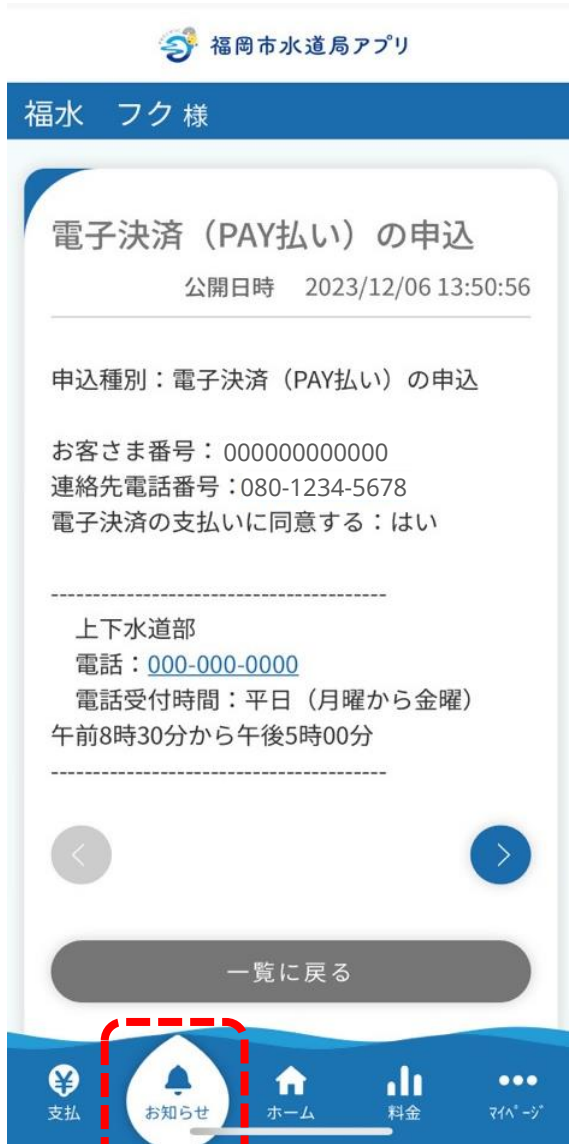 福岡市水道局アプリ
福水　フク 様
電子決済（PAY払い）の申込
公開日時　2023/12/06 13:50:56
申込種別：電子決済（PAY払い）の申込
お客さま番号：000000000000
連絡先電話番号：080-1234-5678
電子決済の支払いに同意する：はい
----------------------------------------
上下水道部
電話：000-000-0000
電話受付時間：平日（月曜から金曜）
午前8時30分から午後5時00分
----------------------------------------
一覧に戻る
支払　お知らせ　ホーム　料金　ﾏｲﾍﾟｰｼﾞ